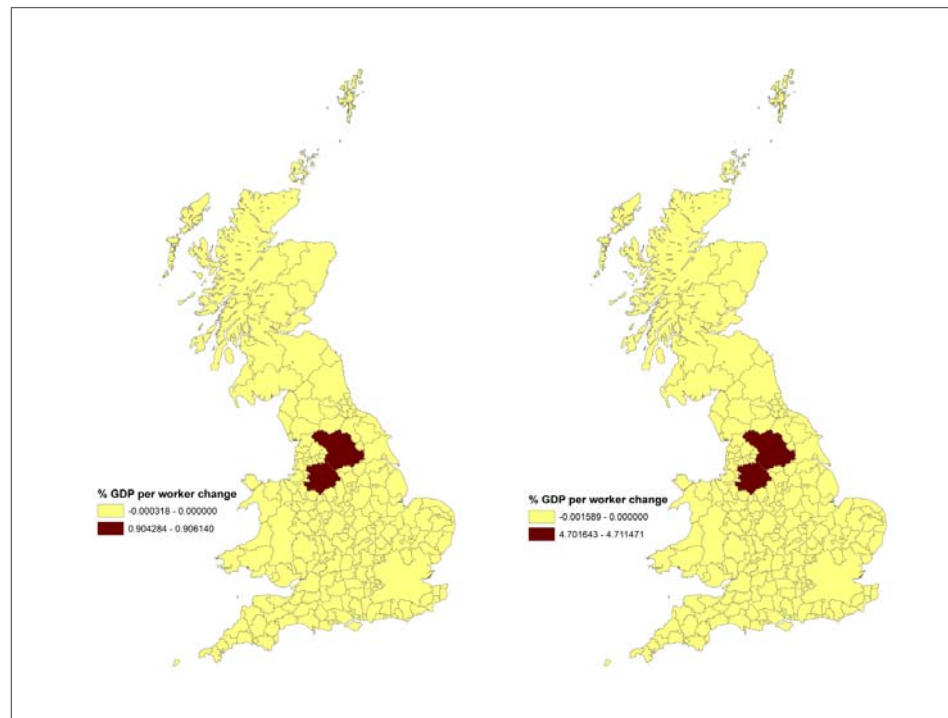 % GDP per worker change
-0.000318 - 0.000000
0.904284 - 0.906140
% GDP per worker change
-0.001589 - 0.000000
4.701643 - 4.711471